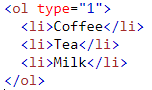 <ol type="1">
  <li>Coffee</li>
  <li>Tea</li>
  <li>Milk</li>
</ol>